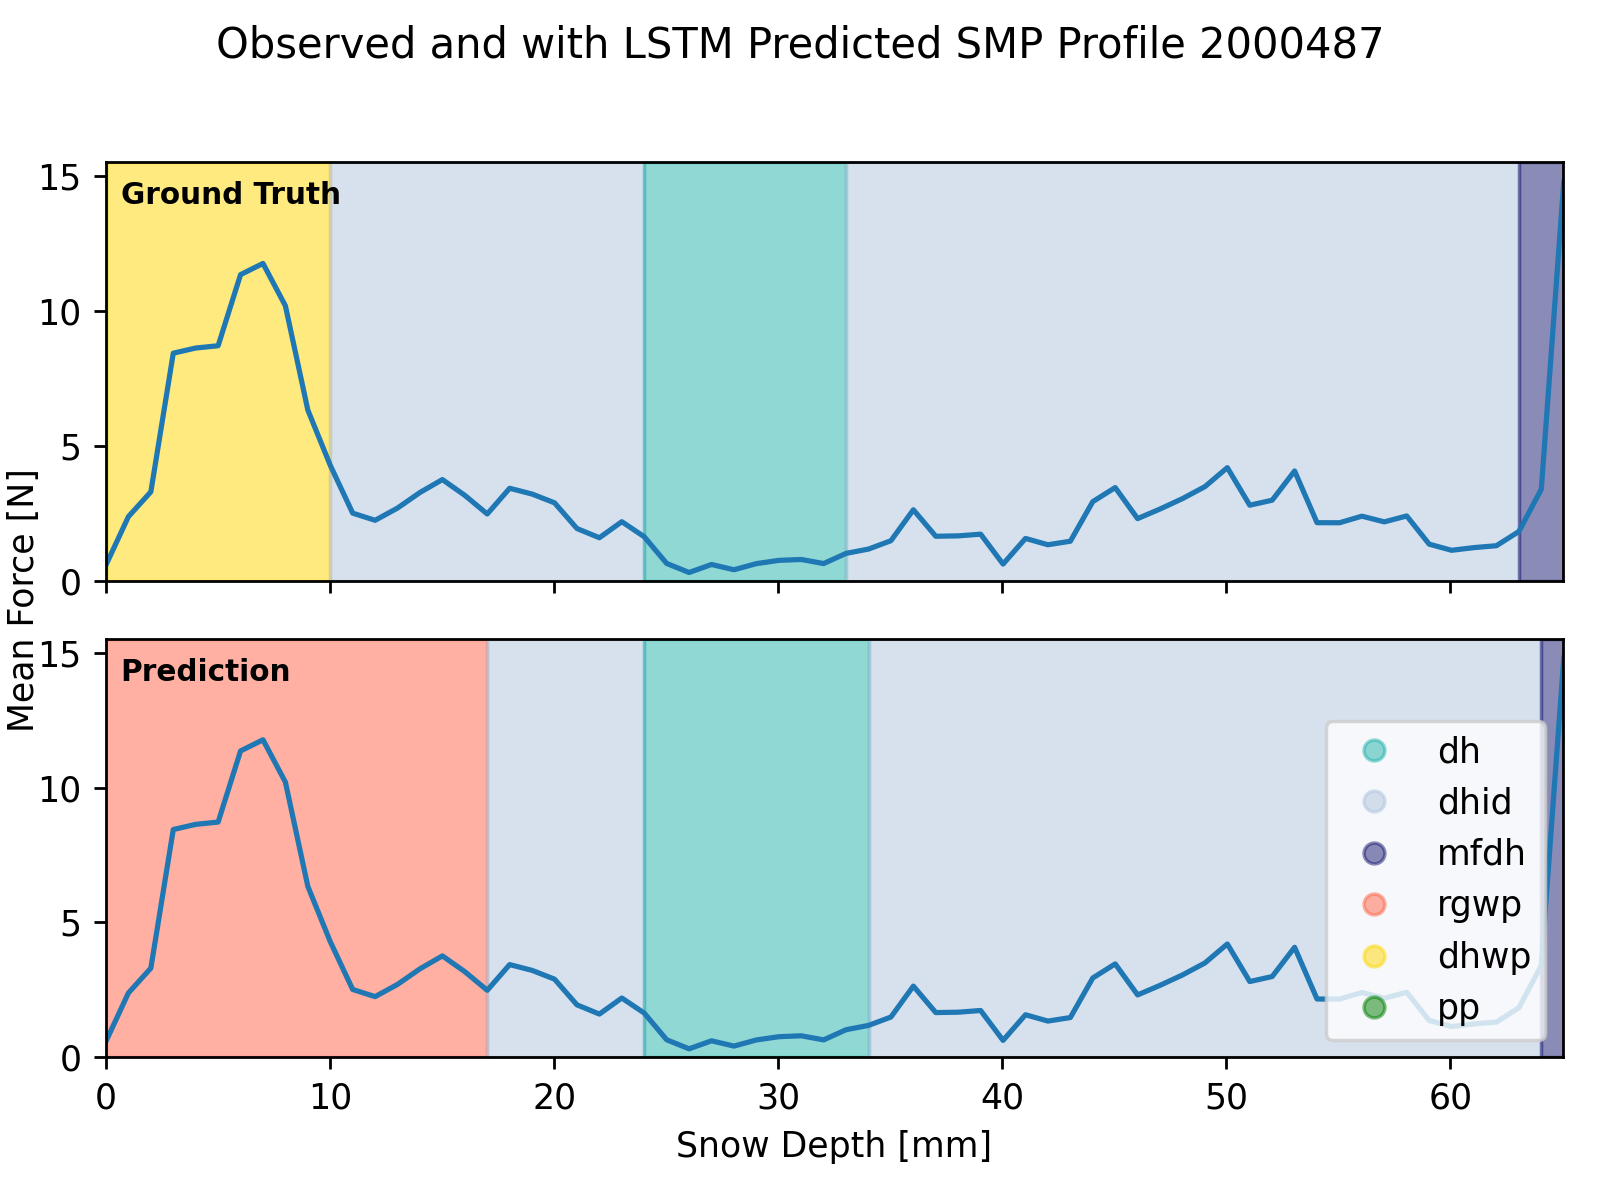 Observed and with LSTM Predicted SMP Profile 2000487
Mean Force [N]
15
10
5
0
Ground Truth
15
10
5
0
Prediction
dh
dhid
mfdh
rgwp
dhwp
pp
0 10 20 30 40 50 60
Snow Depth [mm]